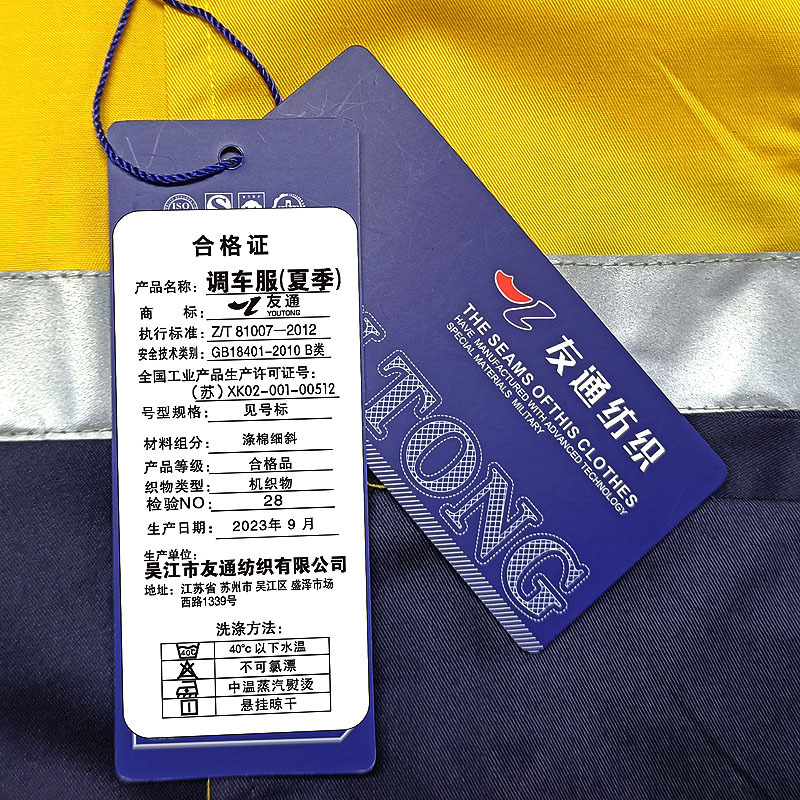 ISO
合格证
产品名称：调车服(夏季)
商 标：友通
YOUTONG
执行标准：Z/T 81007—2012
安全技术类别：GB18401-2010 B类
全国工业产品生产许可证号：
（苏）XK02-001-00512
号型规格：见号标
材料组分：涤棉细斜
产品等级：合格品
织物类型：机织物
检验NO：28
生产日期：2023年 9 月
生产单位：
吴江市友通纺织有限公司
地址：江苏省 苏州市 吴江区 盛泽市场
西路1339号
洗涤方法：
40℃ 40°c 以下水温
不可氯漂
中温蒸汽熨烫
悬挂晾干
友通纺织
THE SEAMS OFTHIS CLOTHES
HAVE MANUFACTURED WITH ADVANCED TECHNOLOGY
SPECIAL MATERIALS MILITARY
TONG